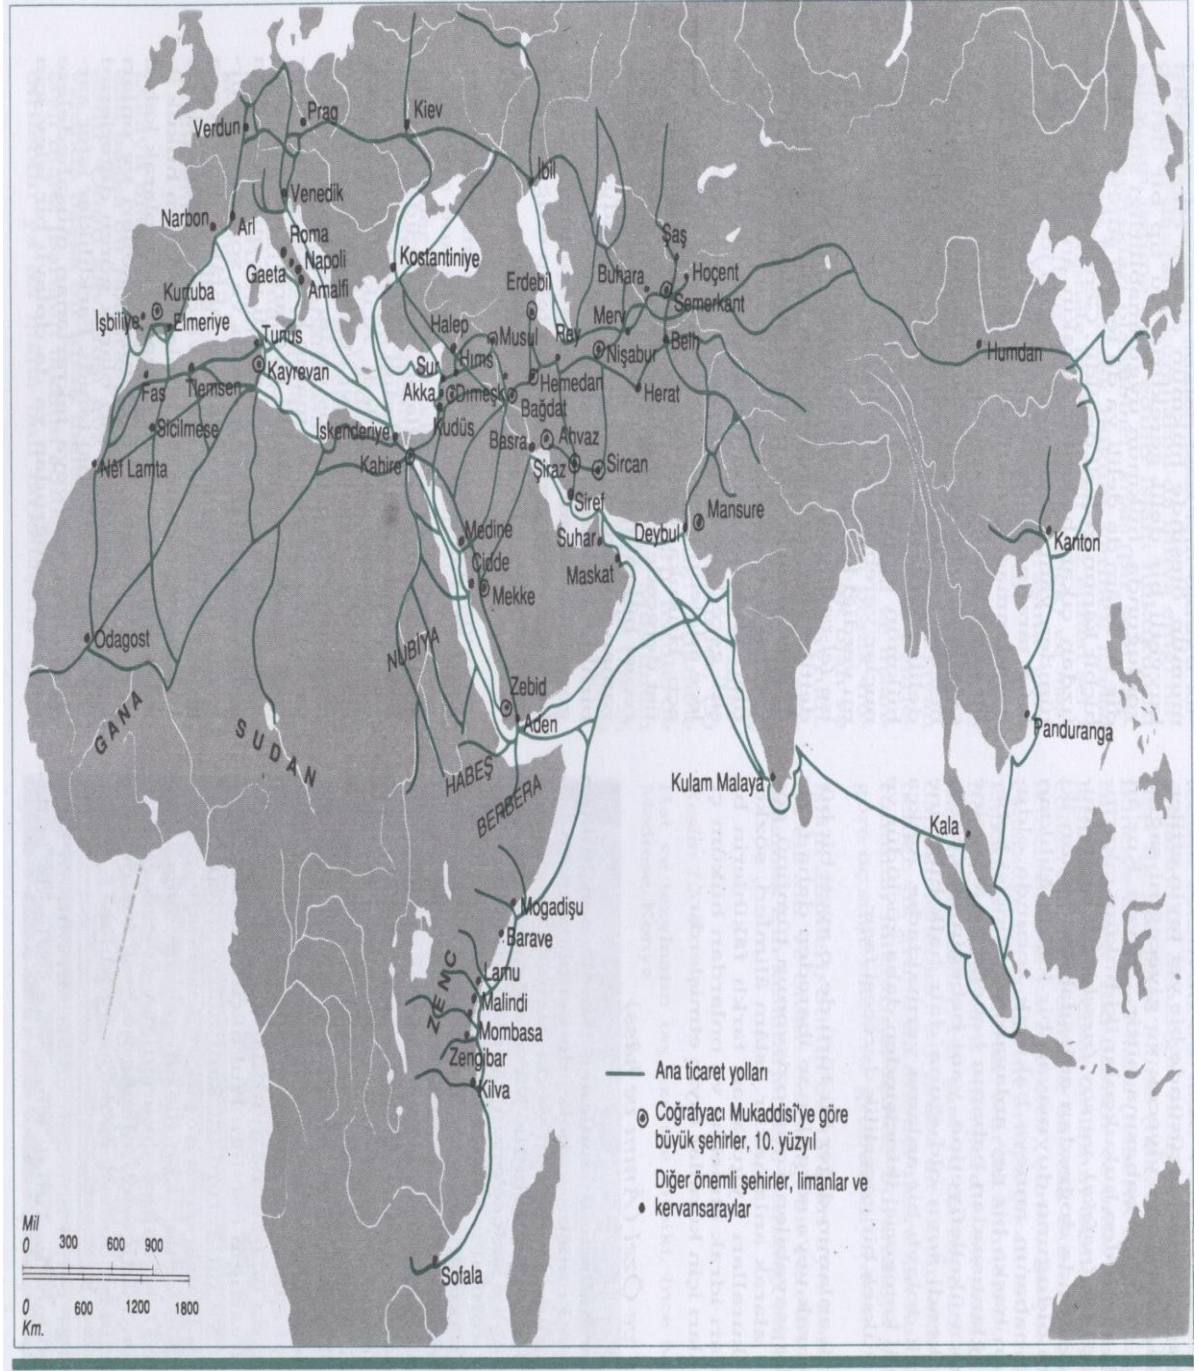 Prag
Kiev
Verdun
İbil
Venedik
Narbon
Arl
Roma
Napoli
Gaeta
Amalfi
Kostantiniye
Şaş
Buhara
Hoçent
Erdebil
Semerkant
Kurtuba
İşbiliye
Elmeriye
Merv
Halep
Musul
Rey
Belh
Tunus
Humdan
Nişabur
Sur
Hıms
Kayrevan
Hemedan
Fas
Tlemsen
Akka
Dımeşk
Herat
Bağdat
Sicilmese
İskenderiye
Kudüs
Basra
Ahvaz
Nêf Lamta
Kahire
Şiraz
Sircan
Siref
Mansure
Medine
Suhar
Deybul
Kanton
Cidde
Maskat
Mekke
Odagost
NUBİYA
Zebid
GANA
Aden
SUDAN
Panduranga
HABEŞ
Kulam Malaya
BERBERA
Kala
Mogadişu
Barave
ZEMC
Lamu
Malindi
Mombasa
Zengibar
Kilva
Sofala
Ana ticaret yolları
Coğrafyacı Mukaddisî'ye göre
büyük şehirler, 10. yüzyıl
Diğer önemli şehirler, limanlar ve
kervansaraylar
Mil
0 300 600 900
0 600 1200 1800
Km.